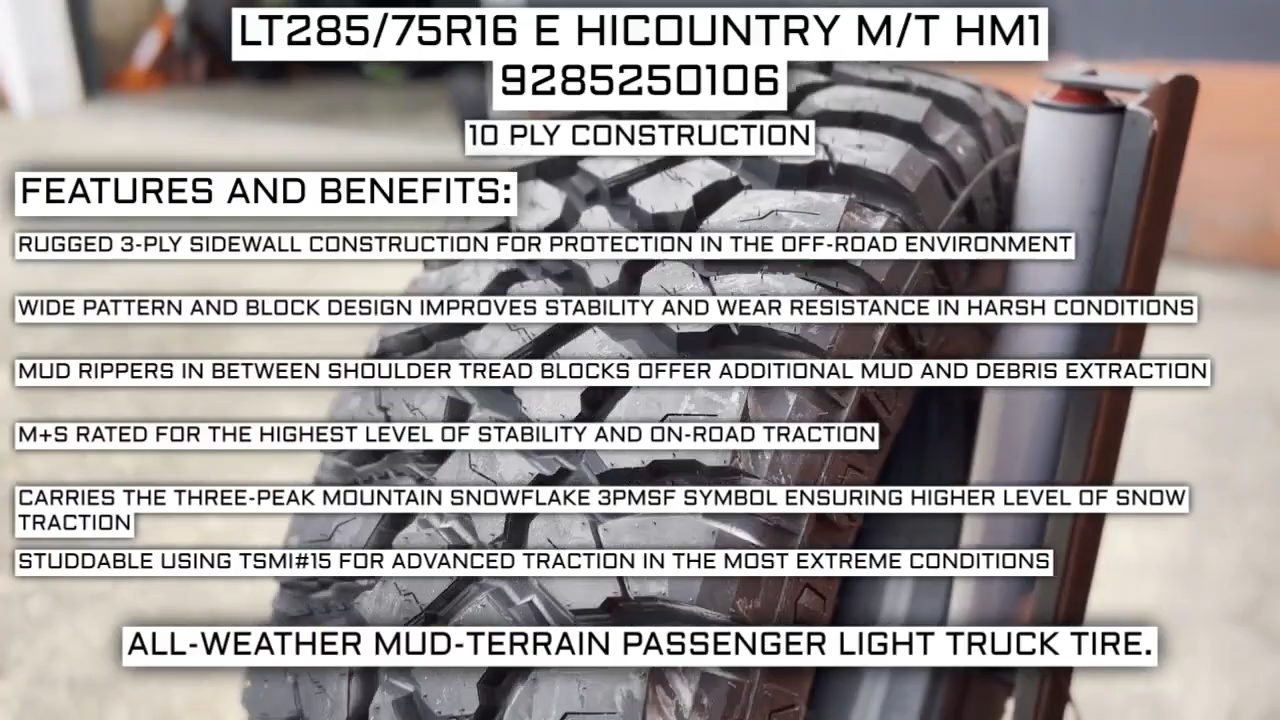 LT285/75R16 E HICOUNTRY M/T HM1
9285250106
10 PLY CONSTRUCTION
FEATURES AND BENEFITS:
RUGGED 3-PLY SIDEWALL CONSTRUCTION FOR PROTECTION IN THE OFF-ROAD ENVIRONMENT
WIDE PATTERN AND BLOCK DESIGN IMPROVES STABILITY AND WEAR RESISTANCE IN HARSH CONDITIONS
MUD RIPPERS IN BETWEEN SHOULDER TREAD BLOCKS OFFER ADDITIONAL MUD AND DEBRIS EXTRACTION
M+S RATED FOR THE HIGHEST LEVEL OF STABILITY AND ON-ROAD TRACTION
CARRIES THE THREE-PEAK MOUNTAIN SNOWFLAKE 3PMSF SYMBOL ENSURING HIGHER LEVEL OF SNOW
TRACTION
STUDDABLE USING TSMI#15 FOR ADVANCED TRACTION IN THE MOST EXTREME CONDITIONS
ALL-WEATHER MUD-TERRAIN PASSENGER LIGHT TRUCK TIRE.